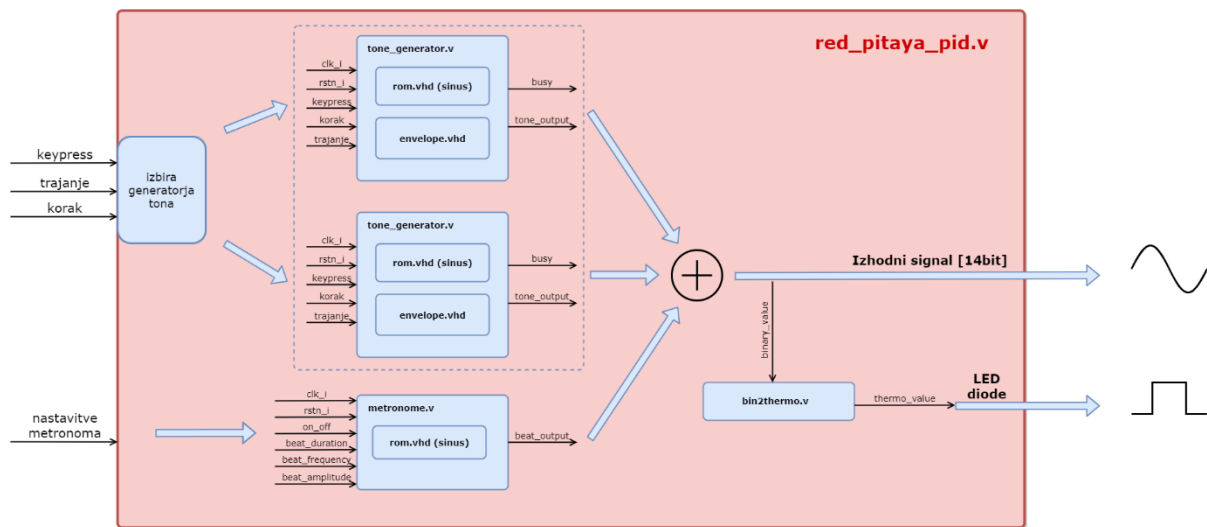 red_pitaya_pid.v
keypress
trajanje
korak
izbira
generatorja
tona
tone_generator.v
clk_i
rstn_i
keypress
korak
trajanje
rom.vhd (sinus)
envelope.vhd
busy
tone_output
tone_generator.v
clk_i
rstn_i
keypress
korak
trajanje
rom.vhd (sinus)
envelope.vhd
busy
tone_output
Izhodni signal [14bit]
binary_value
bin2thermo.v
thermo_value
LED
diode
nastavitve
metronoma
clk_i
rstn_i
on_off
beat_duration
beat_frequency
beat_amplitude
metronome.v
rom.vhd (sinus)
beat_output